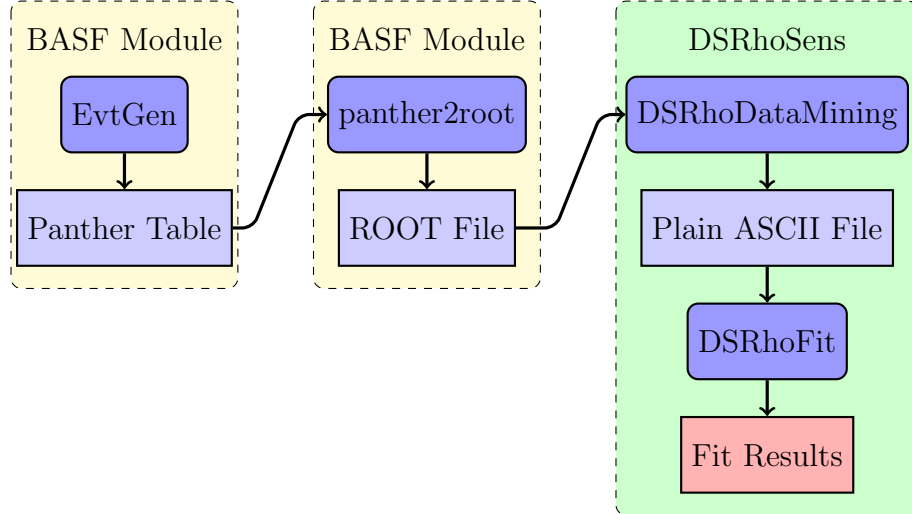 BASF Module
EvtGen
Panther Table
BASF Module
panther2root
ROOT File
DSRhoSens
DSRhoDataMining
Plain ASCII File
DSRhoFit
Fit Results